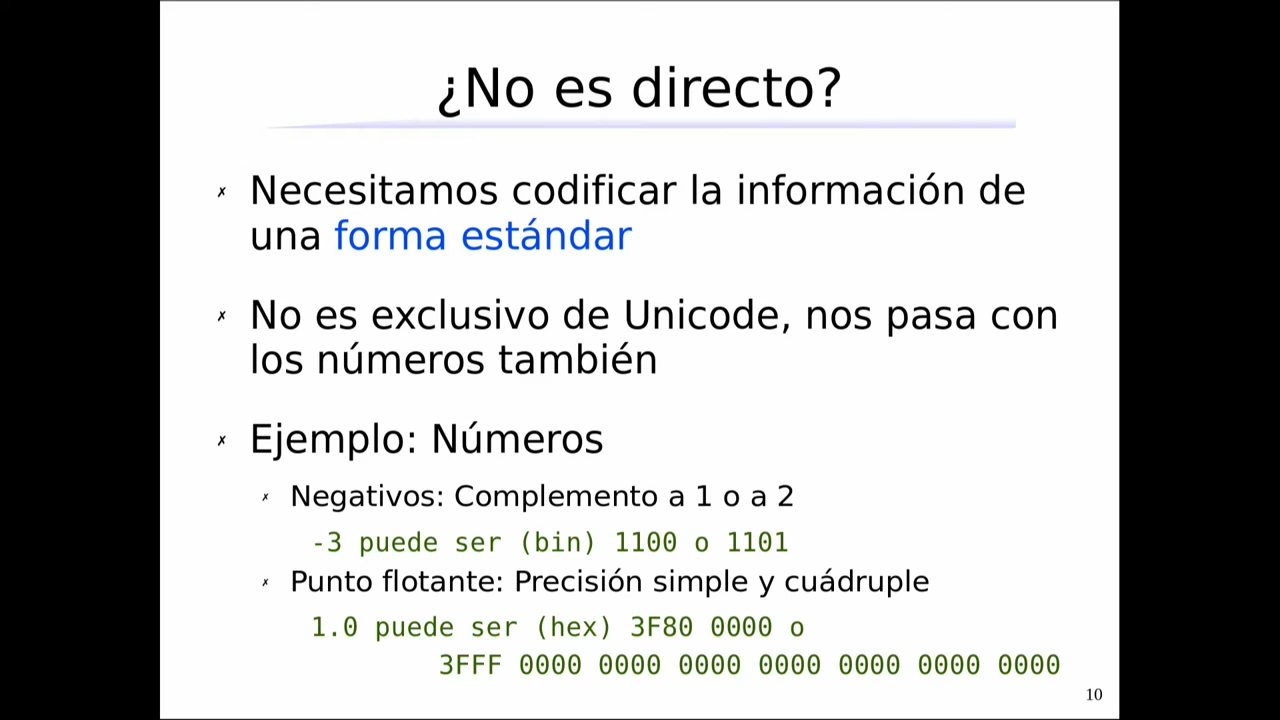 ¿No es directo?
✗ Necesitamos codificar la información de
una forma estándar
✗ No es exclusivo de Unicode, nos pasa con
los números también
✗ Ejemplo: Números
✗ Negativos: Complemento a 1 o a 2
-3 puede ser (bin) 1100 o 1101
✗ Punto flotante: Precisión simple y cuádruple
1.0 puede ser (hex) 3F80 0000 o
3FFF 0000 0000 0000 0000 0000 0000 0000
10